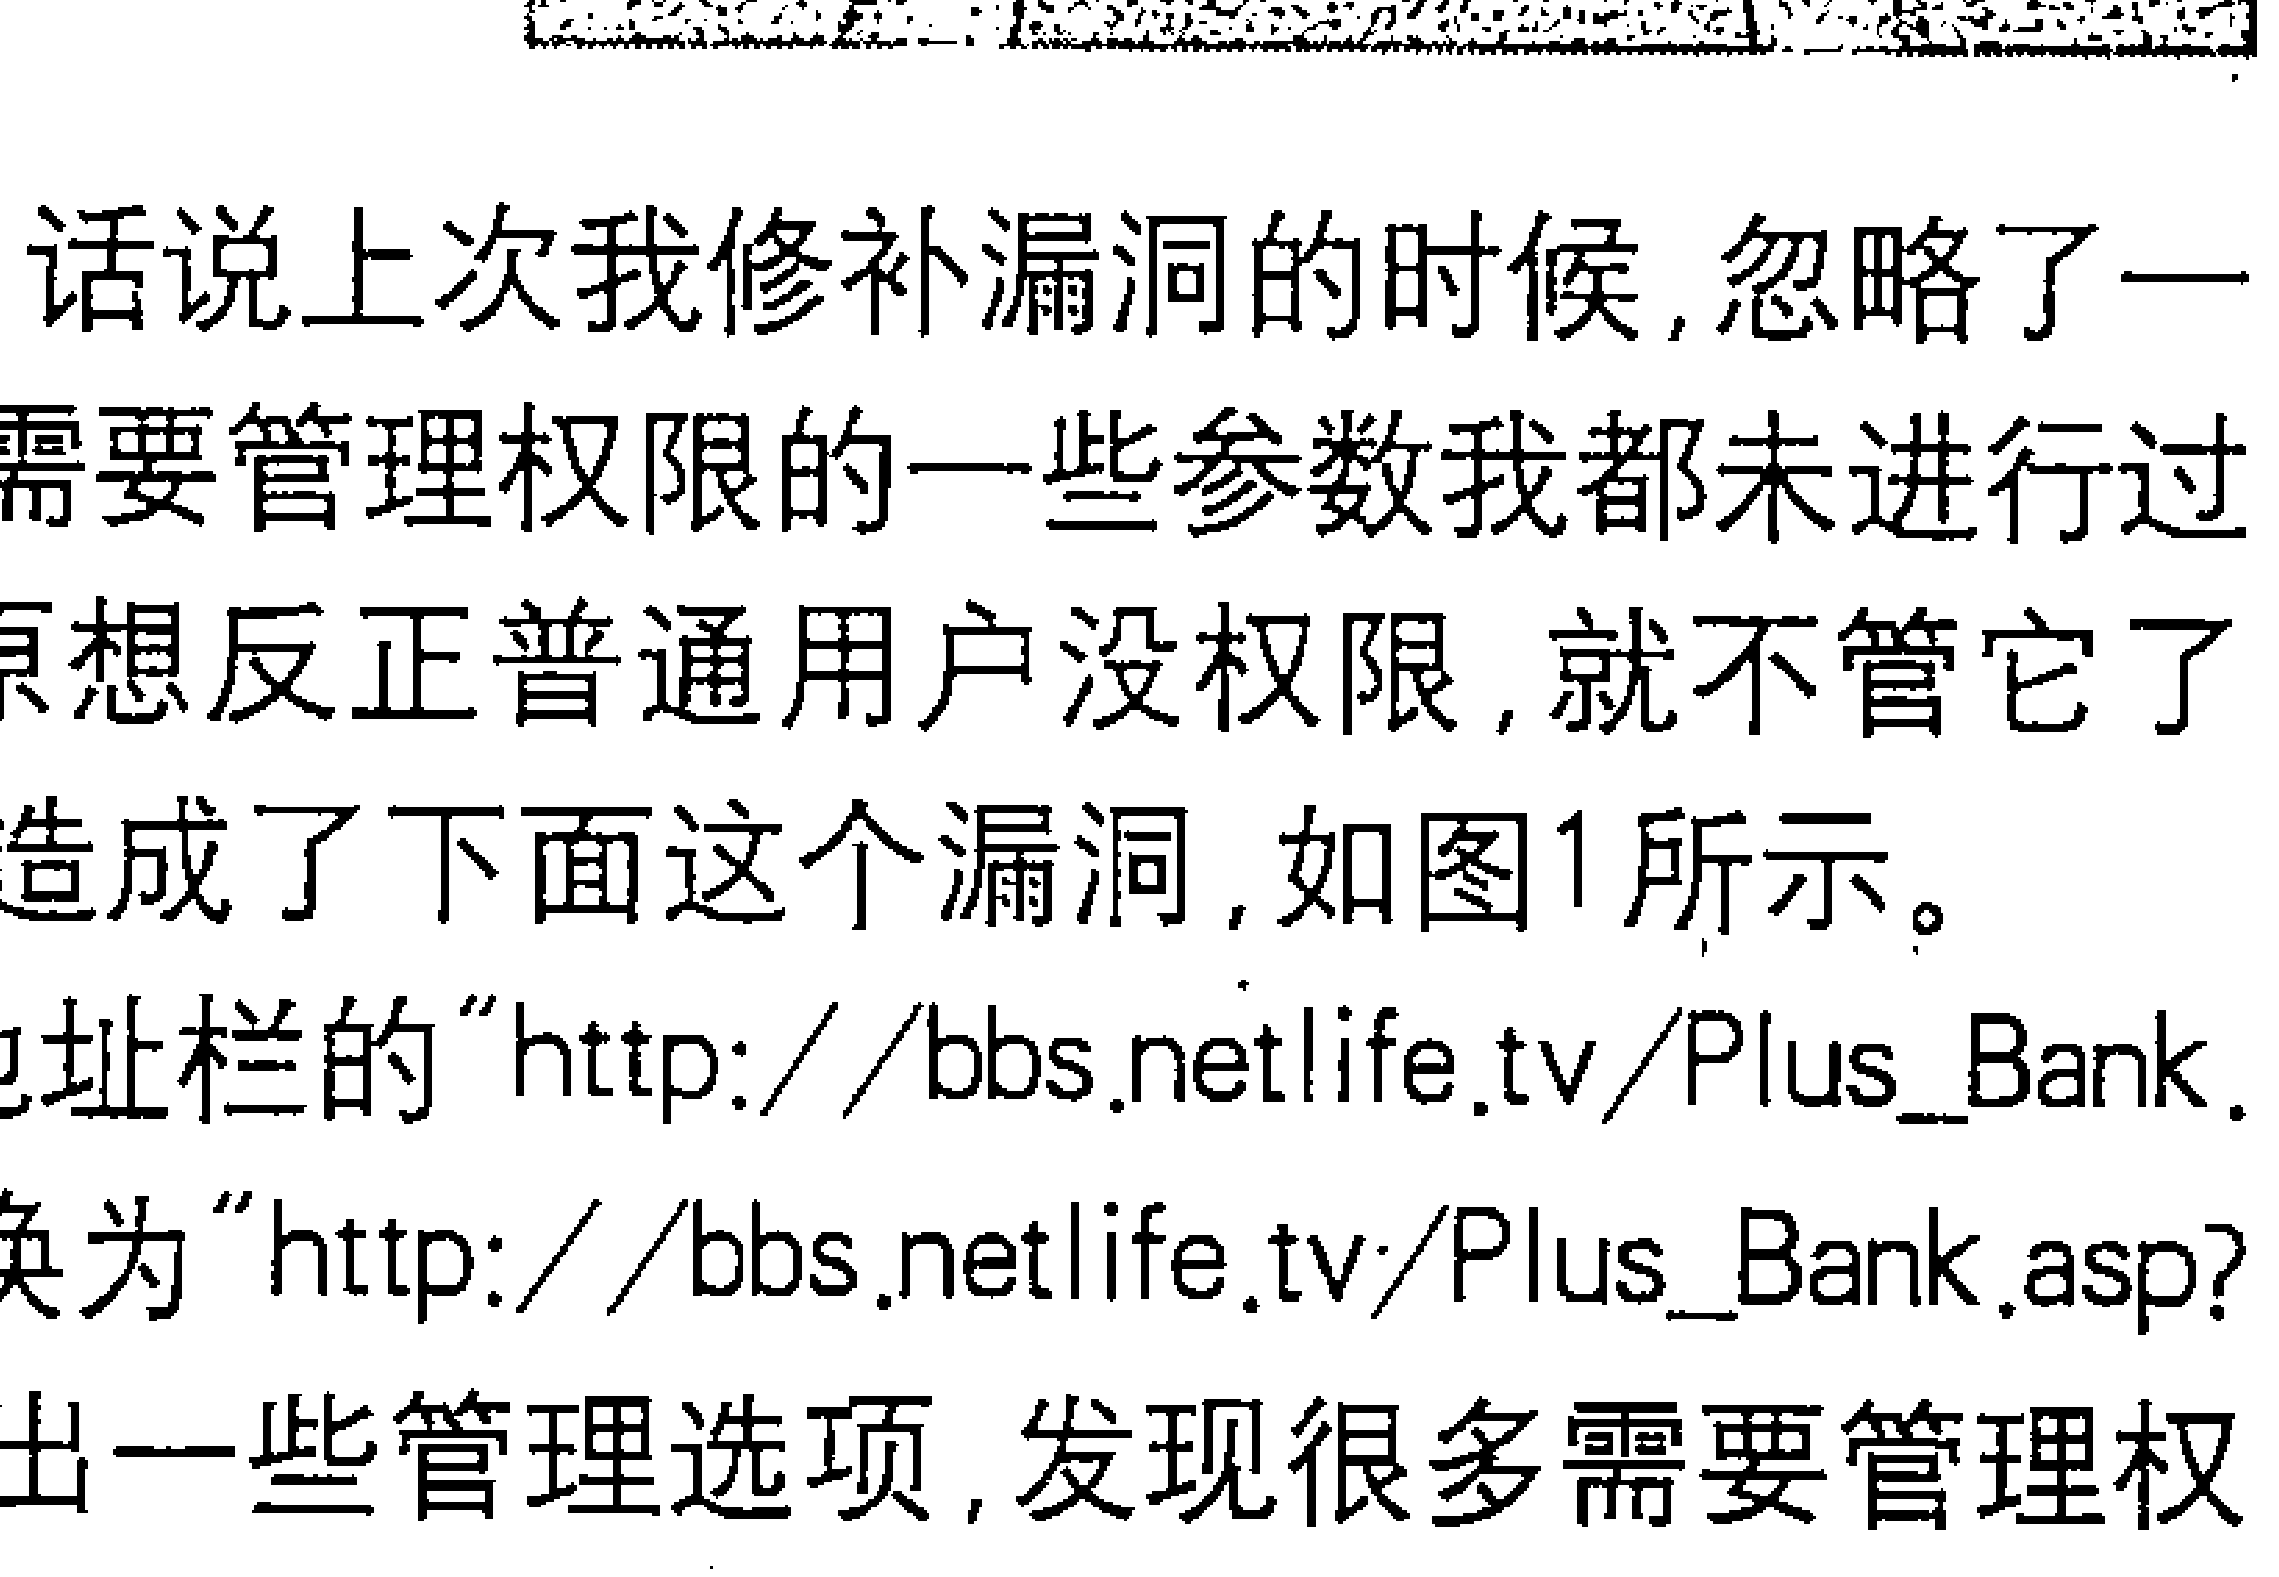 话说上次我修补漏洞的时候,忽略了一
需要管理权限的一些参数我都未进行过
原想反正普通用户没权限,就不管它了
造成了下面这个漏洞,如图1所示。
地址栏的“http://bbs.netlife.tv/Plus_Bank.
换为“http://bbs.netlife.tv/Plus_Bank.asp?
出一些管理选项,发现很多需要管理权